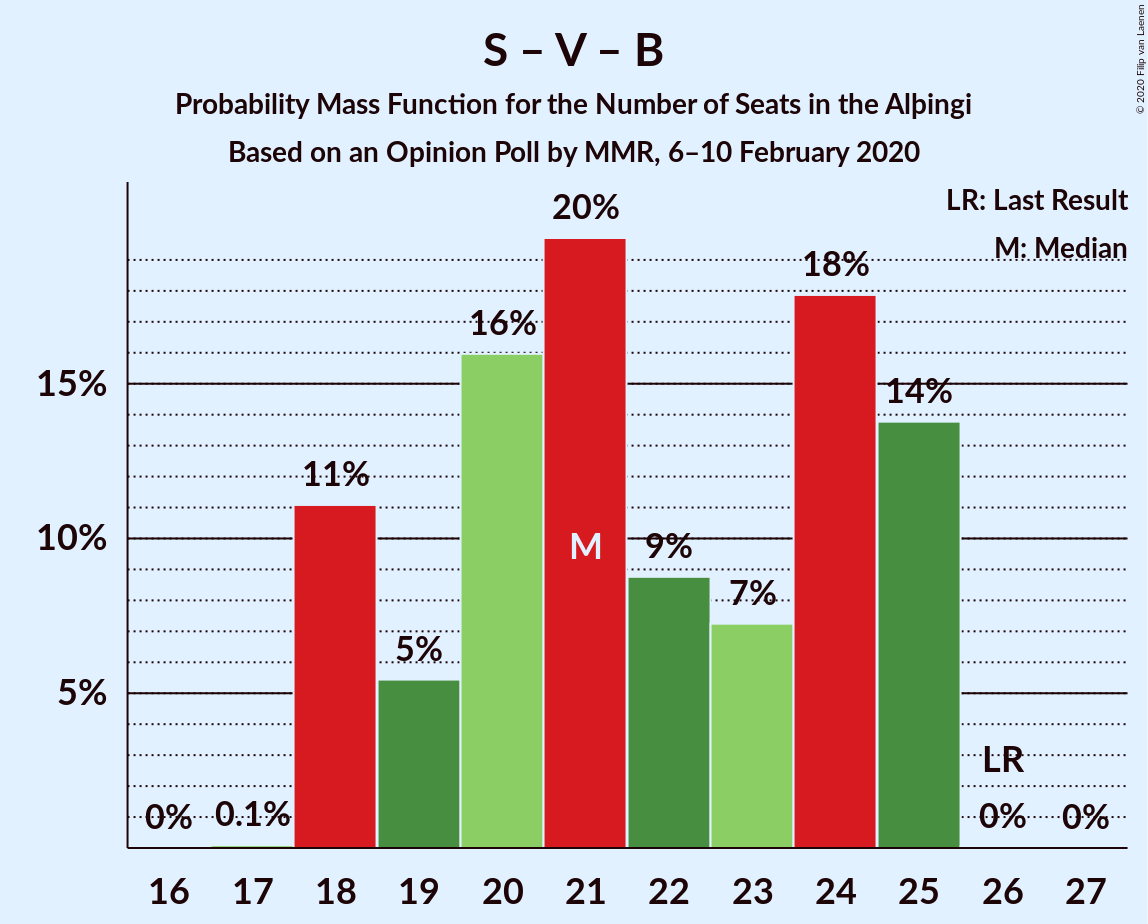 S – V – B
Probability Mass Function for the Number of Seats in the Alþingi
Based on an Opinion Poll by MMR, 6–10 February 2020
© 2020 Filip van Laenen
LR: Last Result
M: Median
20%
18%
16%
15%
14%
11%
10%
M
9%
7%
5%
5%
LR
0%
0.1%
0%
0%
16 17 18 19 20 21 22 23 24 25 26 27